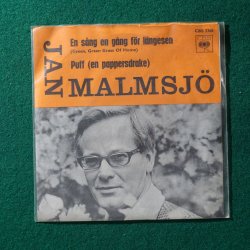 En sång en gång för längesen
(Green, Green Grass Of Home)
Puff (en pappersdrake)
CBS
JAN
MALMSJÖ